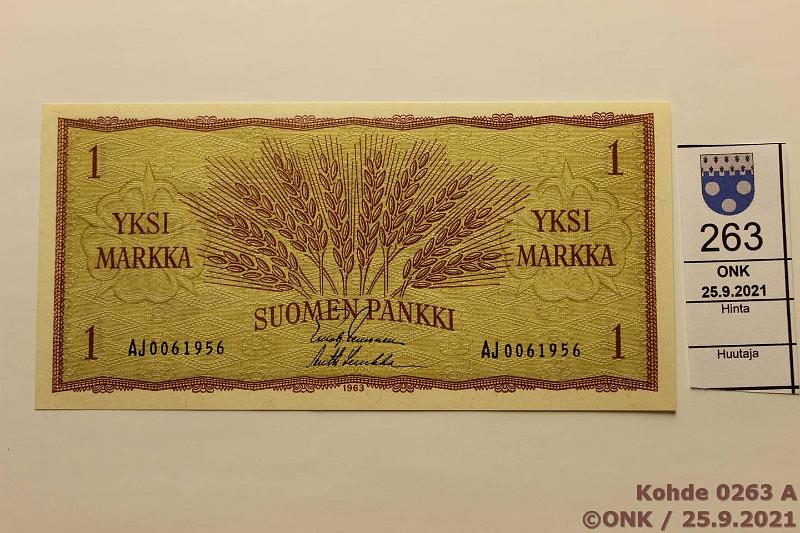 1
1
YKSI
MARKKA
YKSI
MARKKA
SUOMEN PANKKI
1
AJ0061956
AJ0061956
1
1963
263
ONK
25.9.2021
Hinta
Huutaja
Kohde 0263 A
©ONK / 25.9.2021